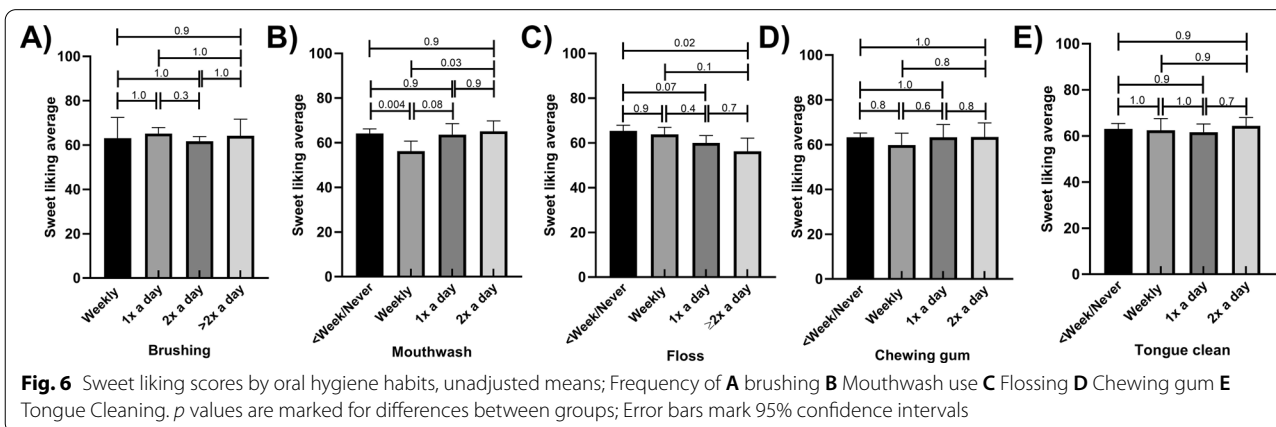 A)
0.9
1.0
1.0 1.0
1.0 0.3
Sweet liking average
100
80
60
40
20
0
Weekly
1x a day
2x a day
>2x a day
Brushing
B)
0.9
0.03
0.9 0.9
0.004 0.08
Sweet liking average
100
80
60
40
20
0
<Week/Never
Weekly
1x a day
2x a day
Mouthwash
C)
0.02
0.1
0.07
0.9 0.4 0.7
Sweet liking average
100
80
60
40
20
0
<Week/Never
Weekly
1x a day
≥2x a day
Floss
D)
1.0
0.8
1.0
0.8 0.6 0.8
Sweet liking average
100
80
60
40
20
0
<Week/Never
Weekly
1x a day
2x a day
Chewing gum
E)
0.9
0.9
0.9
1.0 1.0 0.7
Sweet liking average
100
80
60
40
20
0
<Week/Never
Weekly
1x a day
2x a day
Tongue clean
Fig. 6 Sweet liking scores by oral hygiene habits, unadjusted means; Frequency of A brushing B Mouthwash use C Flossing D Chewing gum E
Tongue Cleaning. p values are marked for differences between groups; Error bars mark 95% confidence intervals